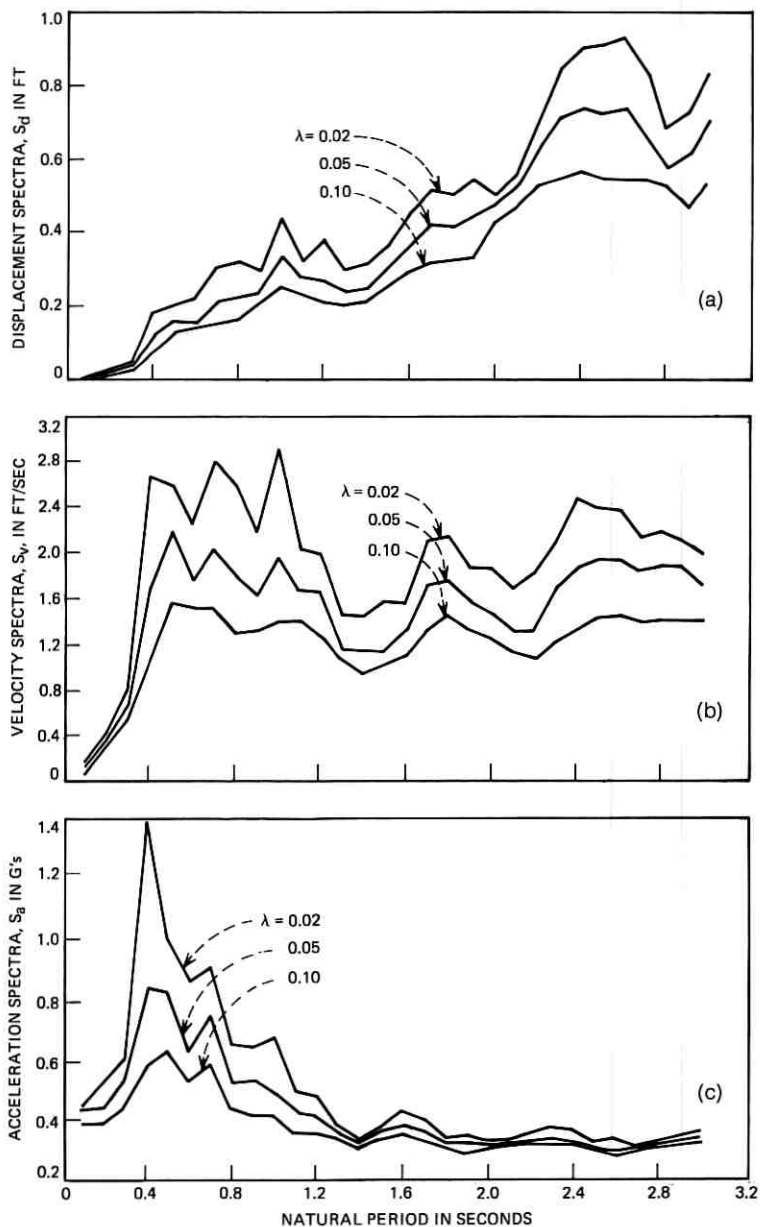 1.0
0.8
0.6
0.4
0.2
0
DISPLACEMENT SPECTRA, Sd IN FT
λ= 0.02
0.05
0.10
(a)
3.2
2.8
2.4
2.0
1.6
1.2
0.8
0.4
0
VELOCITY SPECTRA, Sv, IN FT/SEC
λ= 0.02
0.05
0.10
(b)
1.4
1.2
1.0
0.8
0.6
0.4
0.2
ACCELERATION SPECTRA, Sa IN G's
λ = 0.02
0.05
0.10
(c)
0 0.4 0.8 1.2 1.6 2.0 2.4 2.8 3.2
NATURAL PERIOD IN SECONDS